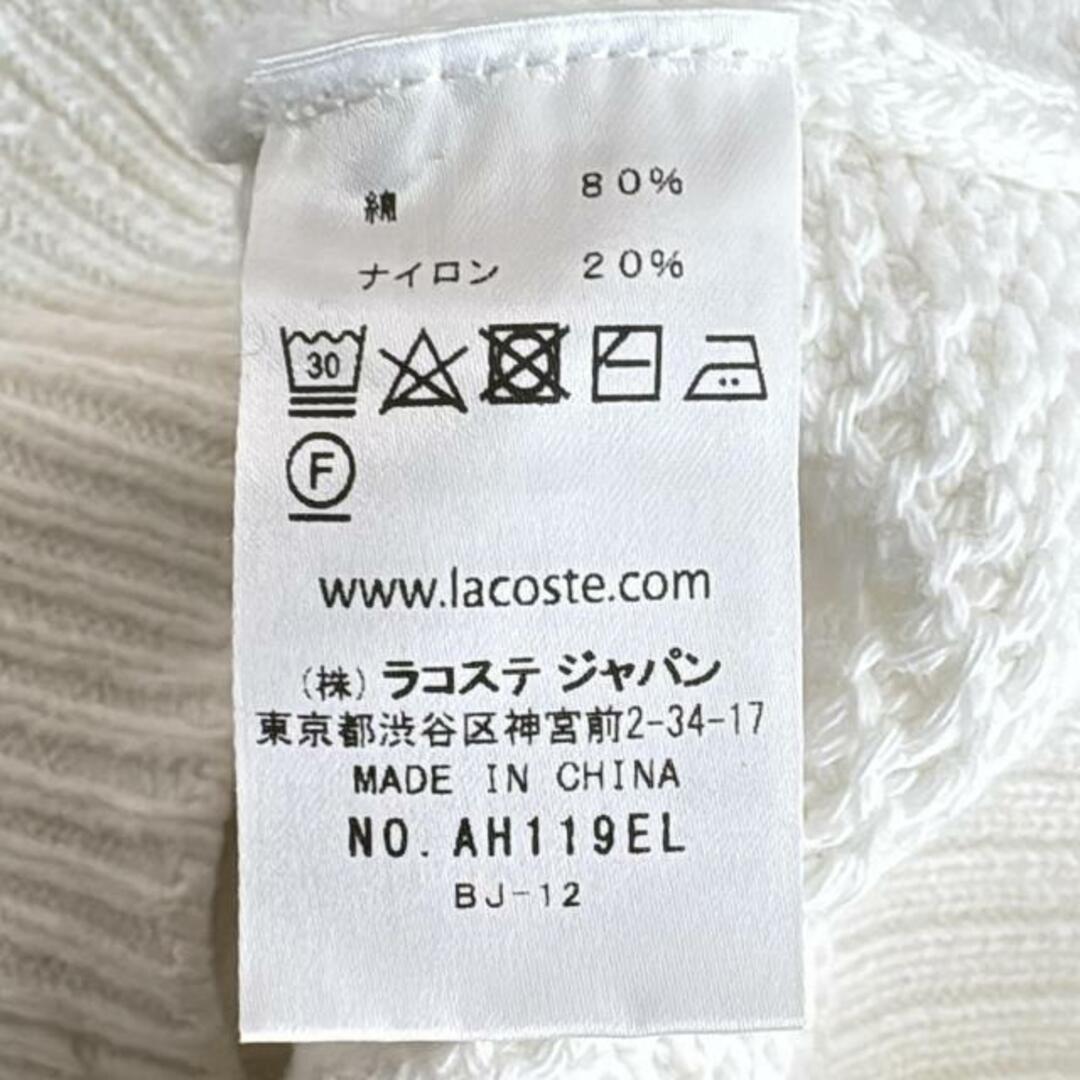 綿 80%
ナイロン 20%
30
F
www.lacoste.com
(株) ラコステ ジャパン
東京都渋谷区神宮前2-34-17
MADE IN CHINA
NO. AH119EL
BJ-12